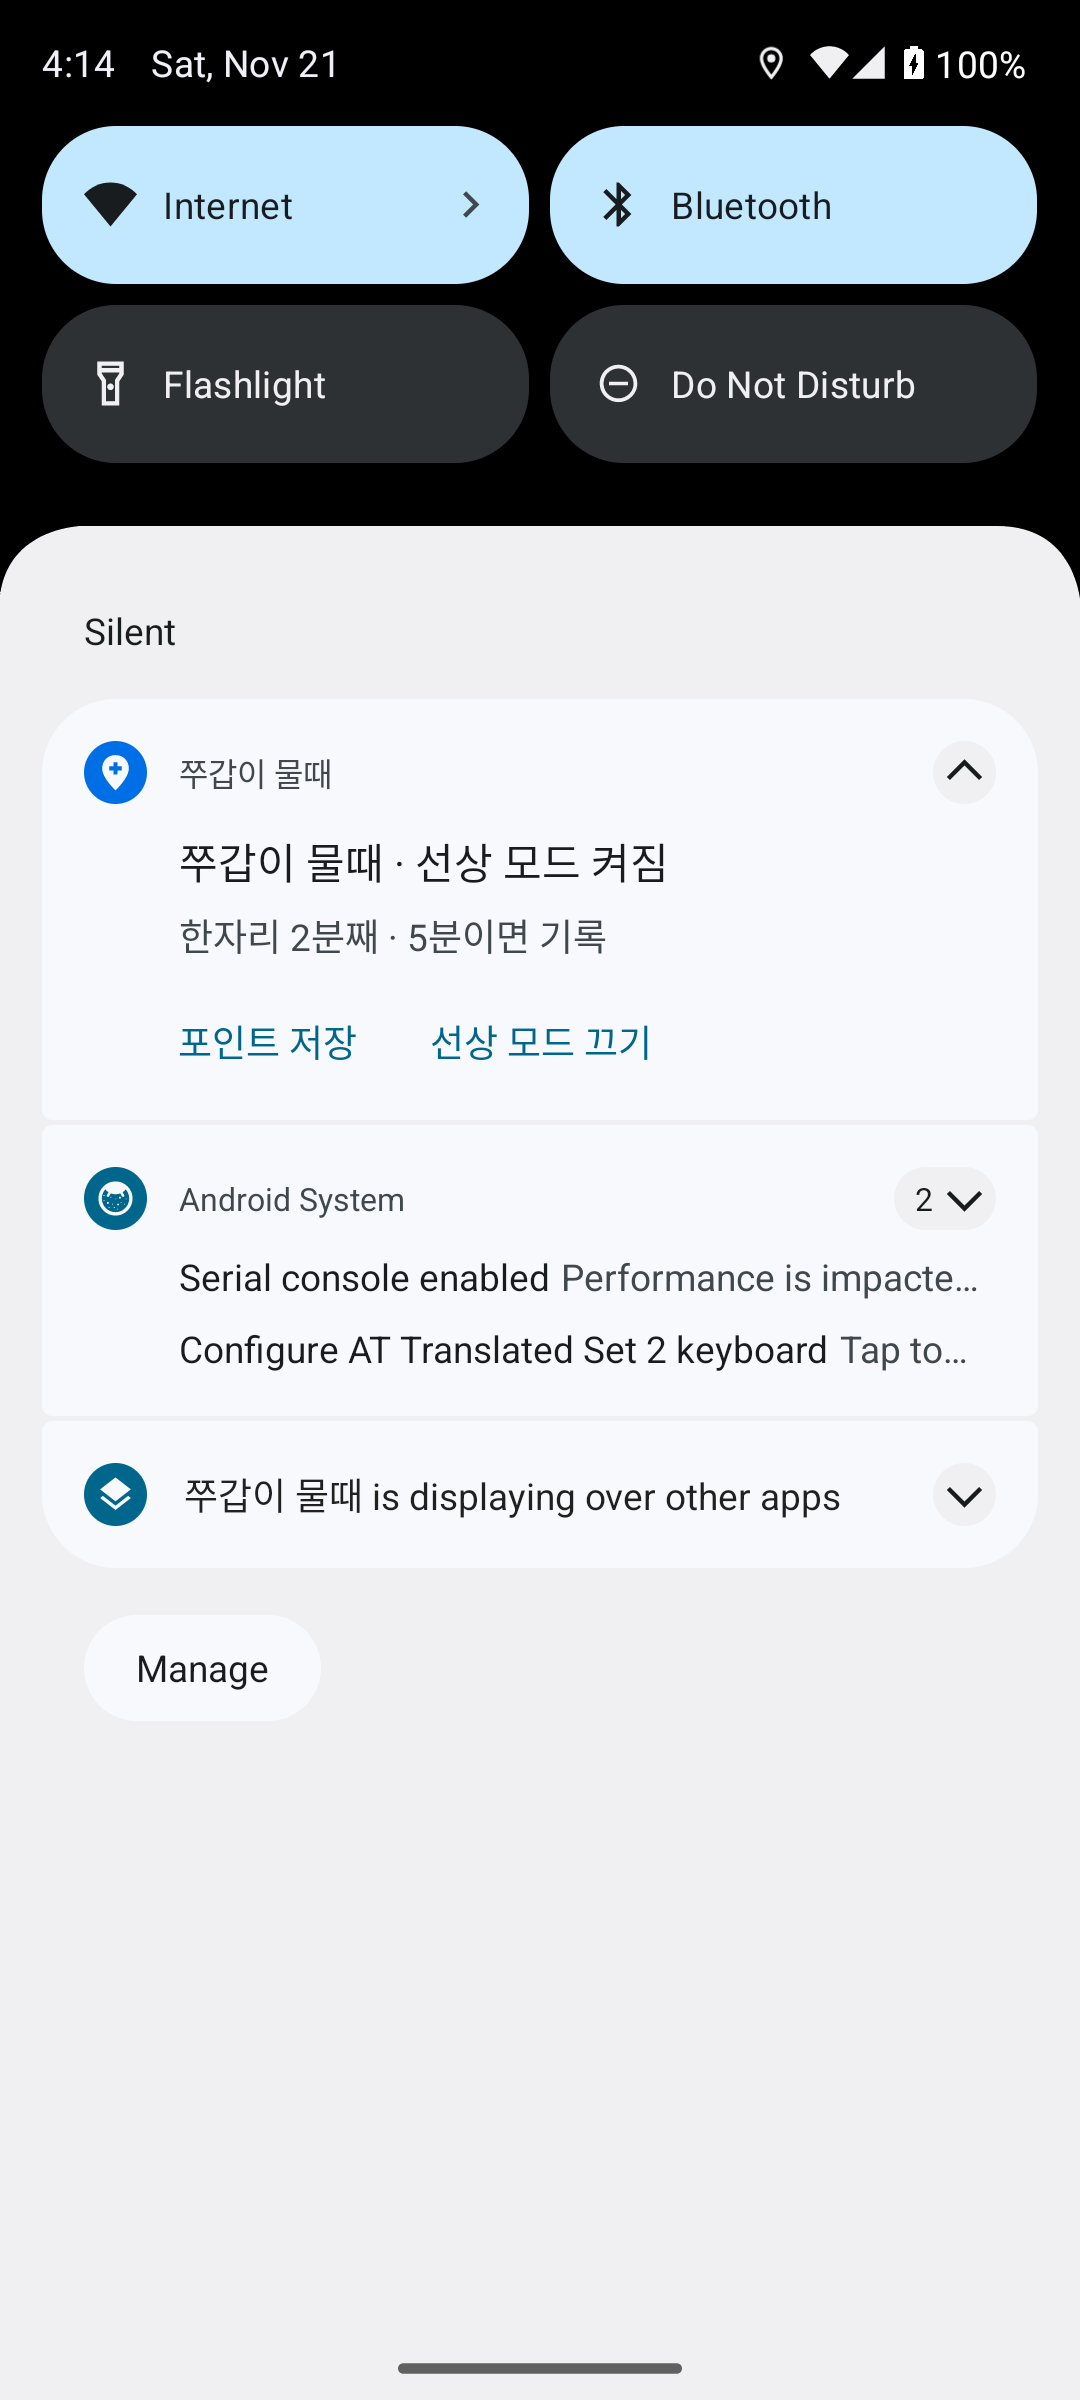 4:14 Sat, Nov 21 100%
Internet Bluetooth
Flashlight Do Not Disturb
Silent
쭈갑이 물때
쭈갑이 물때 · 선상 모드 켜짐
한자리 2분째 · 5분이면 기록
포인트 저장 선상 모드 끄기
Android System 2
Serial console enabled Performance is impacte…
Configure AT Translated Set 2 keyboard Tap to…
쭈갑이 물때 is displaying over other apps
Manage